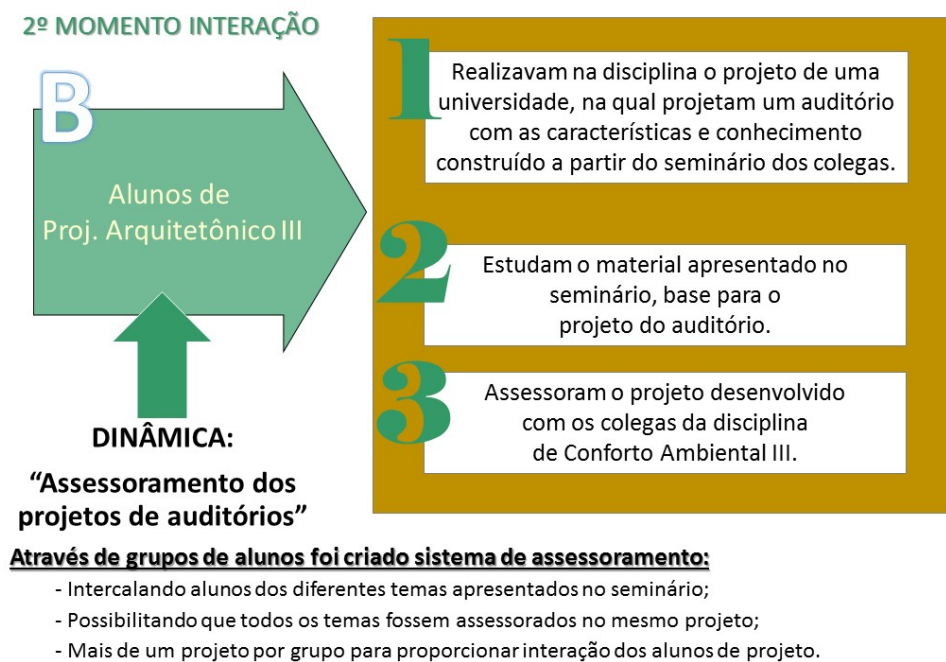 2º MOMENTO INTERAÇÃO
B
Alunos de
Proj. Arquitetônico III
DINÂMICA:
“Assessoramento dos
projetos de auditórios”
1
Realizavam na disciplina o projeto de uma
universidade, na qual projetam um auditório
com as características e conhecimento
construído a partir do seminário dos colegas.
2
Estudam o material apresentado no
seminário, base para o
projeto do auditório.
3
Assessoram o projeto desenvolvido
com os colegas da disciplina
de Conforto Ambiental III.
Através de grupos de alunos foi criado sistema de assessoramento:
- Intercalando alunos dos diferentes temas apresentados no seminário;
- Possibilitando que todos os temas fossem assessorados no mesmo projeto;
- Mais de um projeto por grupo para proporcionar interação dos alunos de projeto.